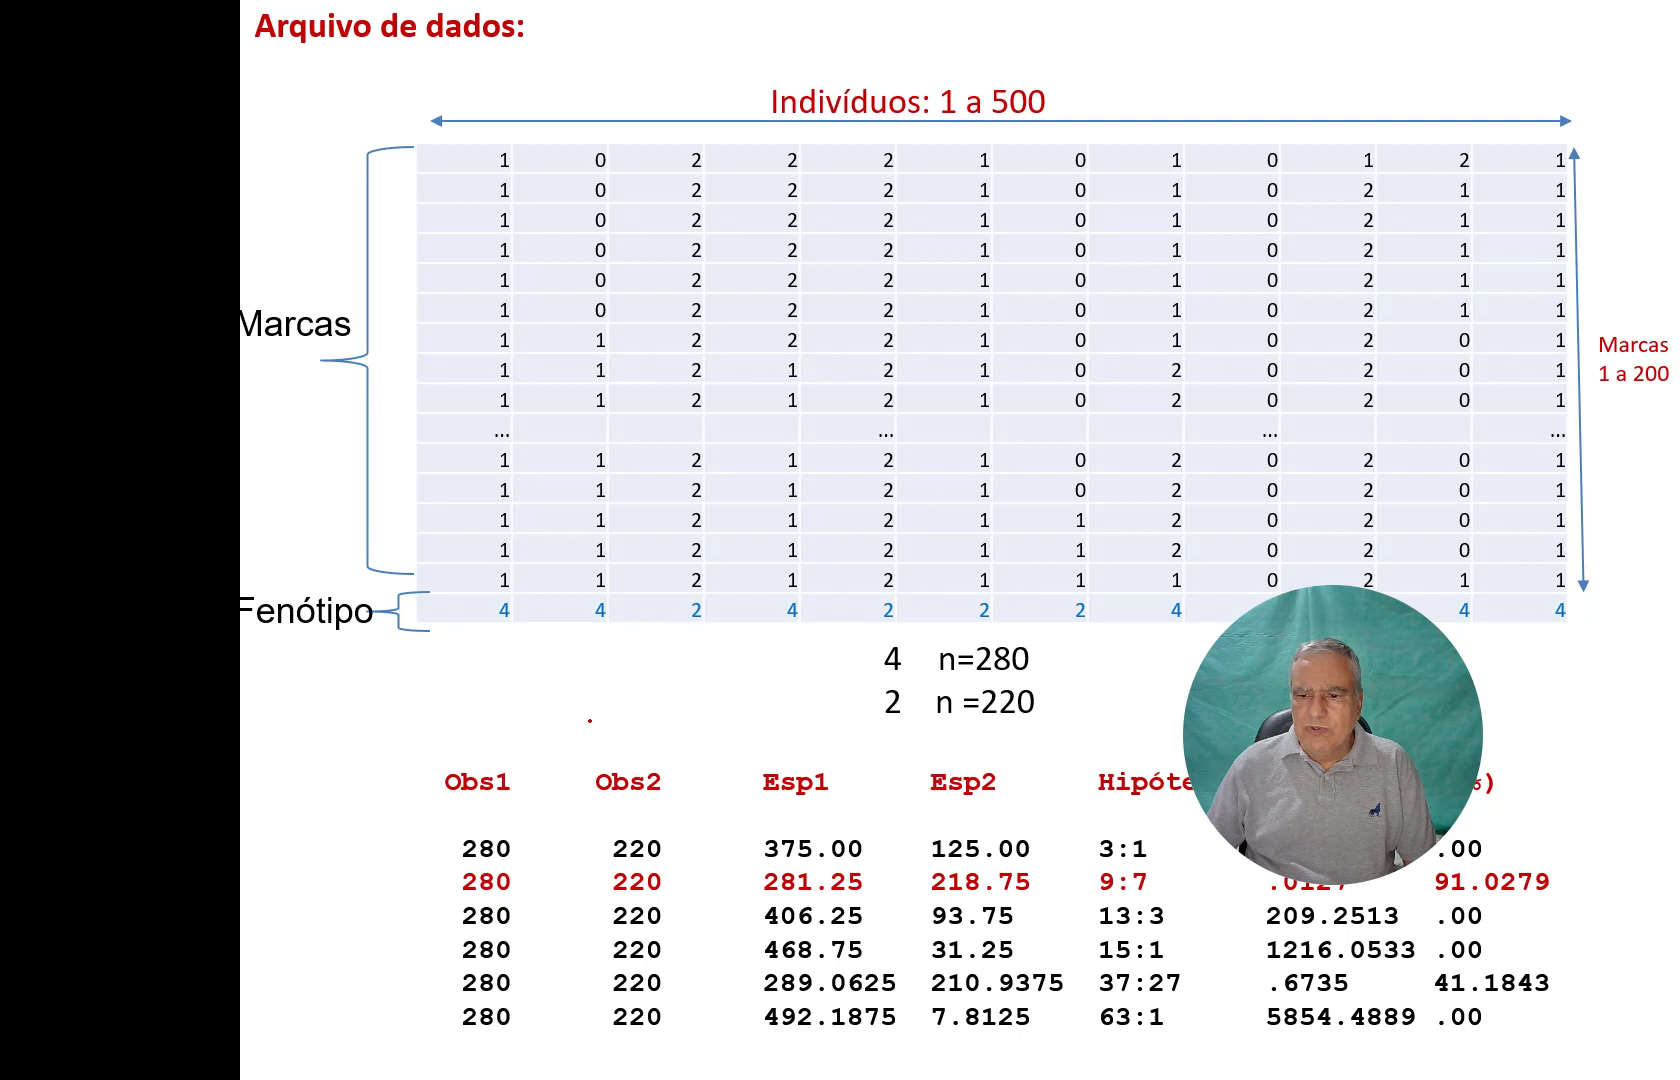 Arquivo de dados:
Indivíduos: 1 a 500
1 0 2 2 2 1 0 1 0 1 2 1
1 0 2 2 2 1 0 1 0 2 1 1
1 0 2 2 2 1 0 1 0 2 1 1
1 0 2 2 2 1 0 1 0 2 1 1
1 0 2 2 2 1 0 1 0 2 1 1
1 0 2 2 2 1 0 1 0 2 1 1
Marcas
1 1 2 2 2 1 0 1 0 2 0 1
Marcas
1 a 200
1 1 2 1 2 1 0 2 0 2 0 1
1 1 2 1 2 1 0 2 0 2 0 1
... ... ... ...
1 1 2 1 2 1 0 2 0 2 0 1
1 1 2 1 2 1 0 2 0 2 0 1
1 1 2 1 2 1 1 2 0 2 0 1
1 1 2 1 2 1 1 2 0 2 0 1
1 1 2 1 2 1 1 1 0 2 1 1
Fenótipo
4 4 2 4 2 2 2 4 4 4
4 n=280
2 n =220
Obs1 Obs2 Esp1 Esp2
280 220 375.00 125.00 3:1 .00
280 220 281.25 218.75 9:7 91.0279
280 220 406.25 93.75 13:3 209.2513 .00
280 220 468.75 31.25 15:1 1216.0533 .00
280 220 289.0625 210.9375 37:27 .6735 41.1843
280 220 492.1875 7.8125 63:1 5854.4889 .00